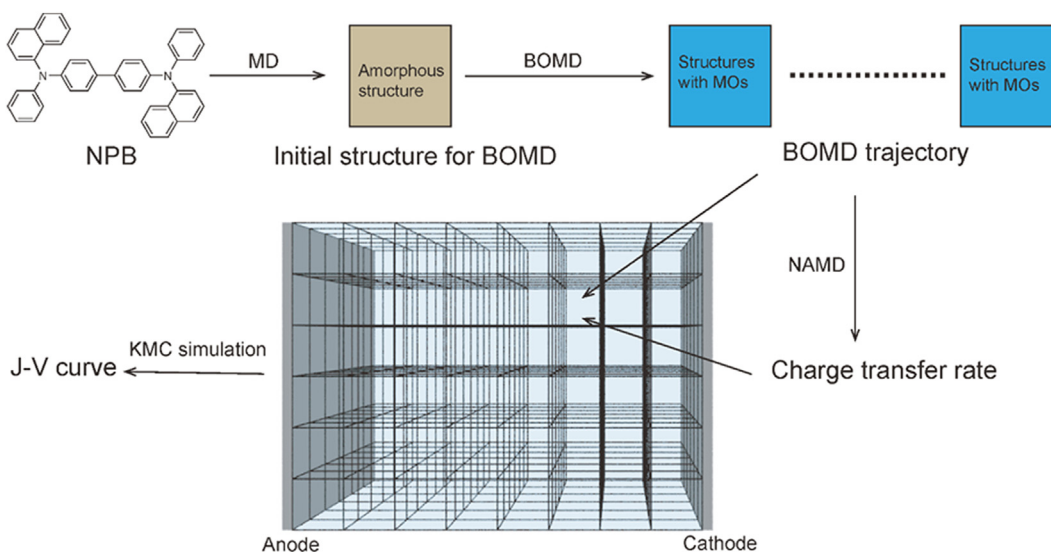 N
N
NPB
MD
Amorphous
structure
Initial structure for BOMD
BOMD
Structures
with MOs
Structures
with MOs
BOMD trajectory
NAMD
Charge transfer rate
KMC simulation
J-V curve
Anode
Cathode